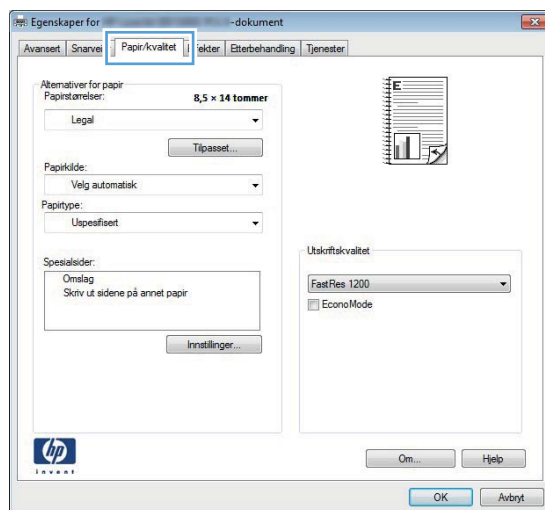 Egenskaper for -dokument
Avansert Papir/kvalitet Etterbehandling Tjenester
Alternativer for papir
Papirstørrelser: 8,5 × 14 tommer
Legal
Tilpasset...
Papirkilde:
Velg automatisk
Papirtype:
Uspesifisert
Spesialsider:
Omslag
Skriv ut sidene på annet papir
Innstillinger...
E
Utskriftskvalitet
FastRes 1200
EconoMode
hp
invent
Om... Hjelp
OK Avbryt